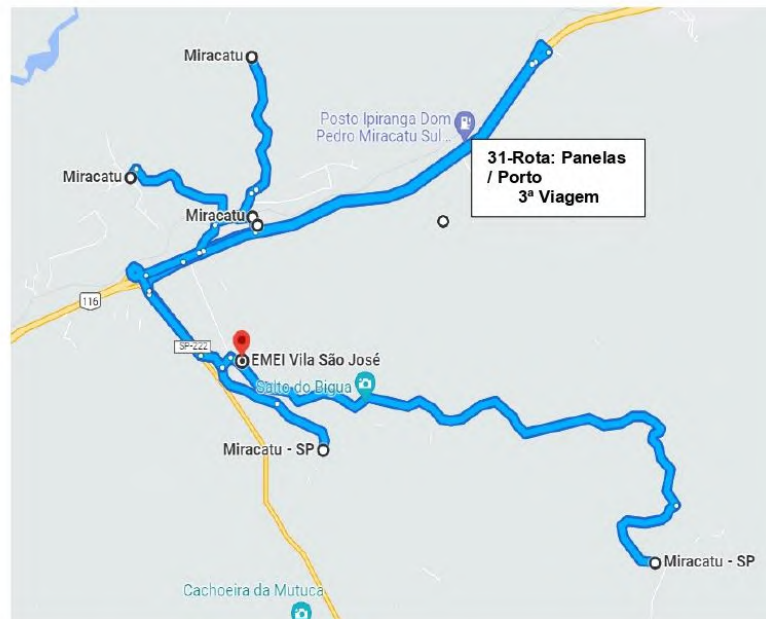 Miracatu
Posto Ipiranga Dom
Pedro Miracatu Sul ..
31-Rota: Panelas
/ Porto
3ª Viagem
Miracatu
Miracatu
116
SP-222
EMEI Vila São José
Salto do Biguá
Miracatu - SP
Miracatu - SP
Cachoeira da Mutuca